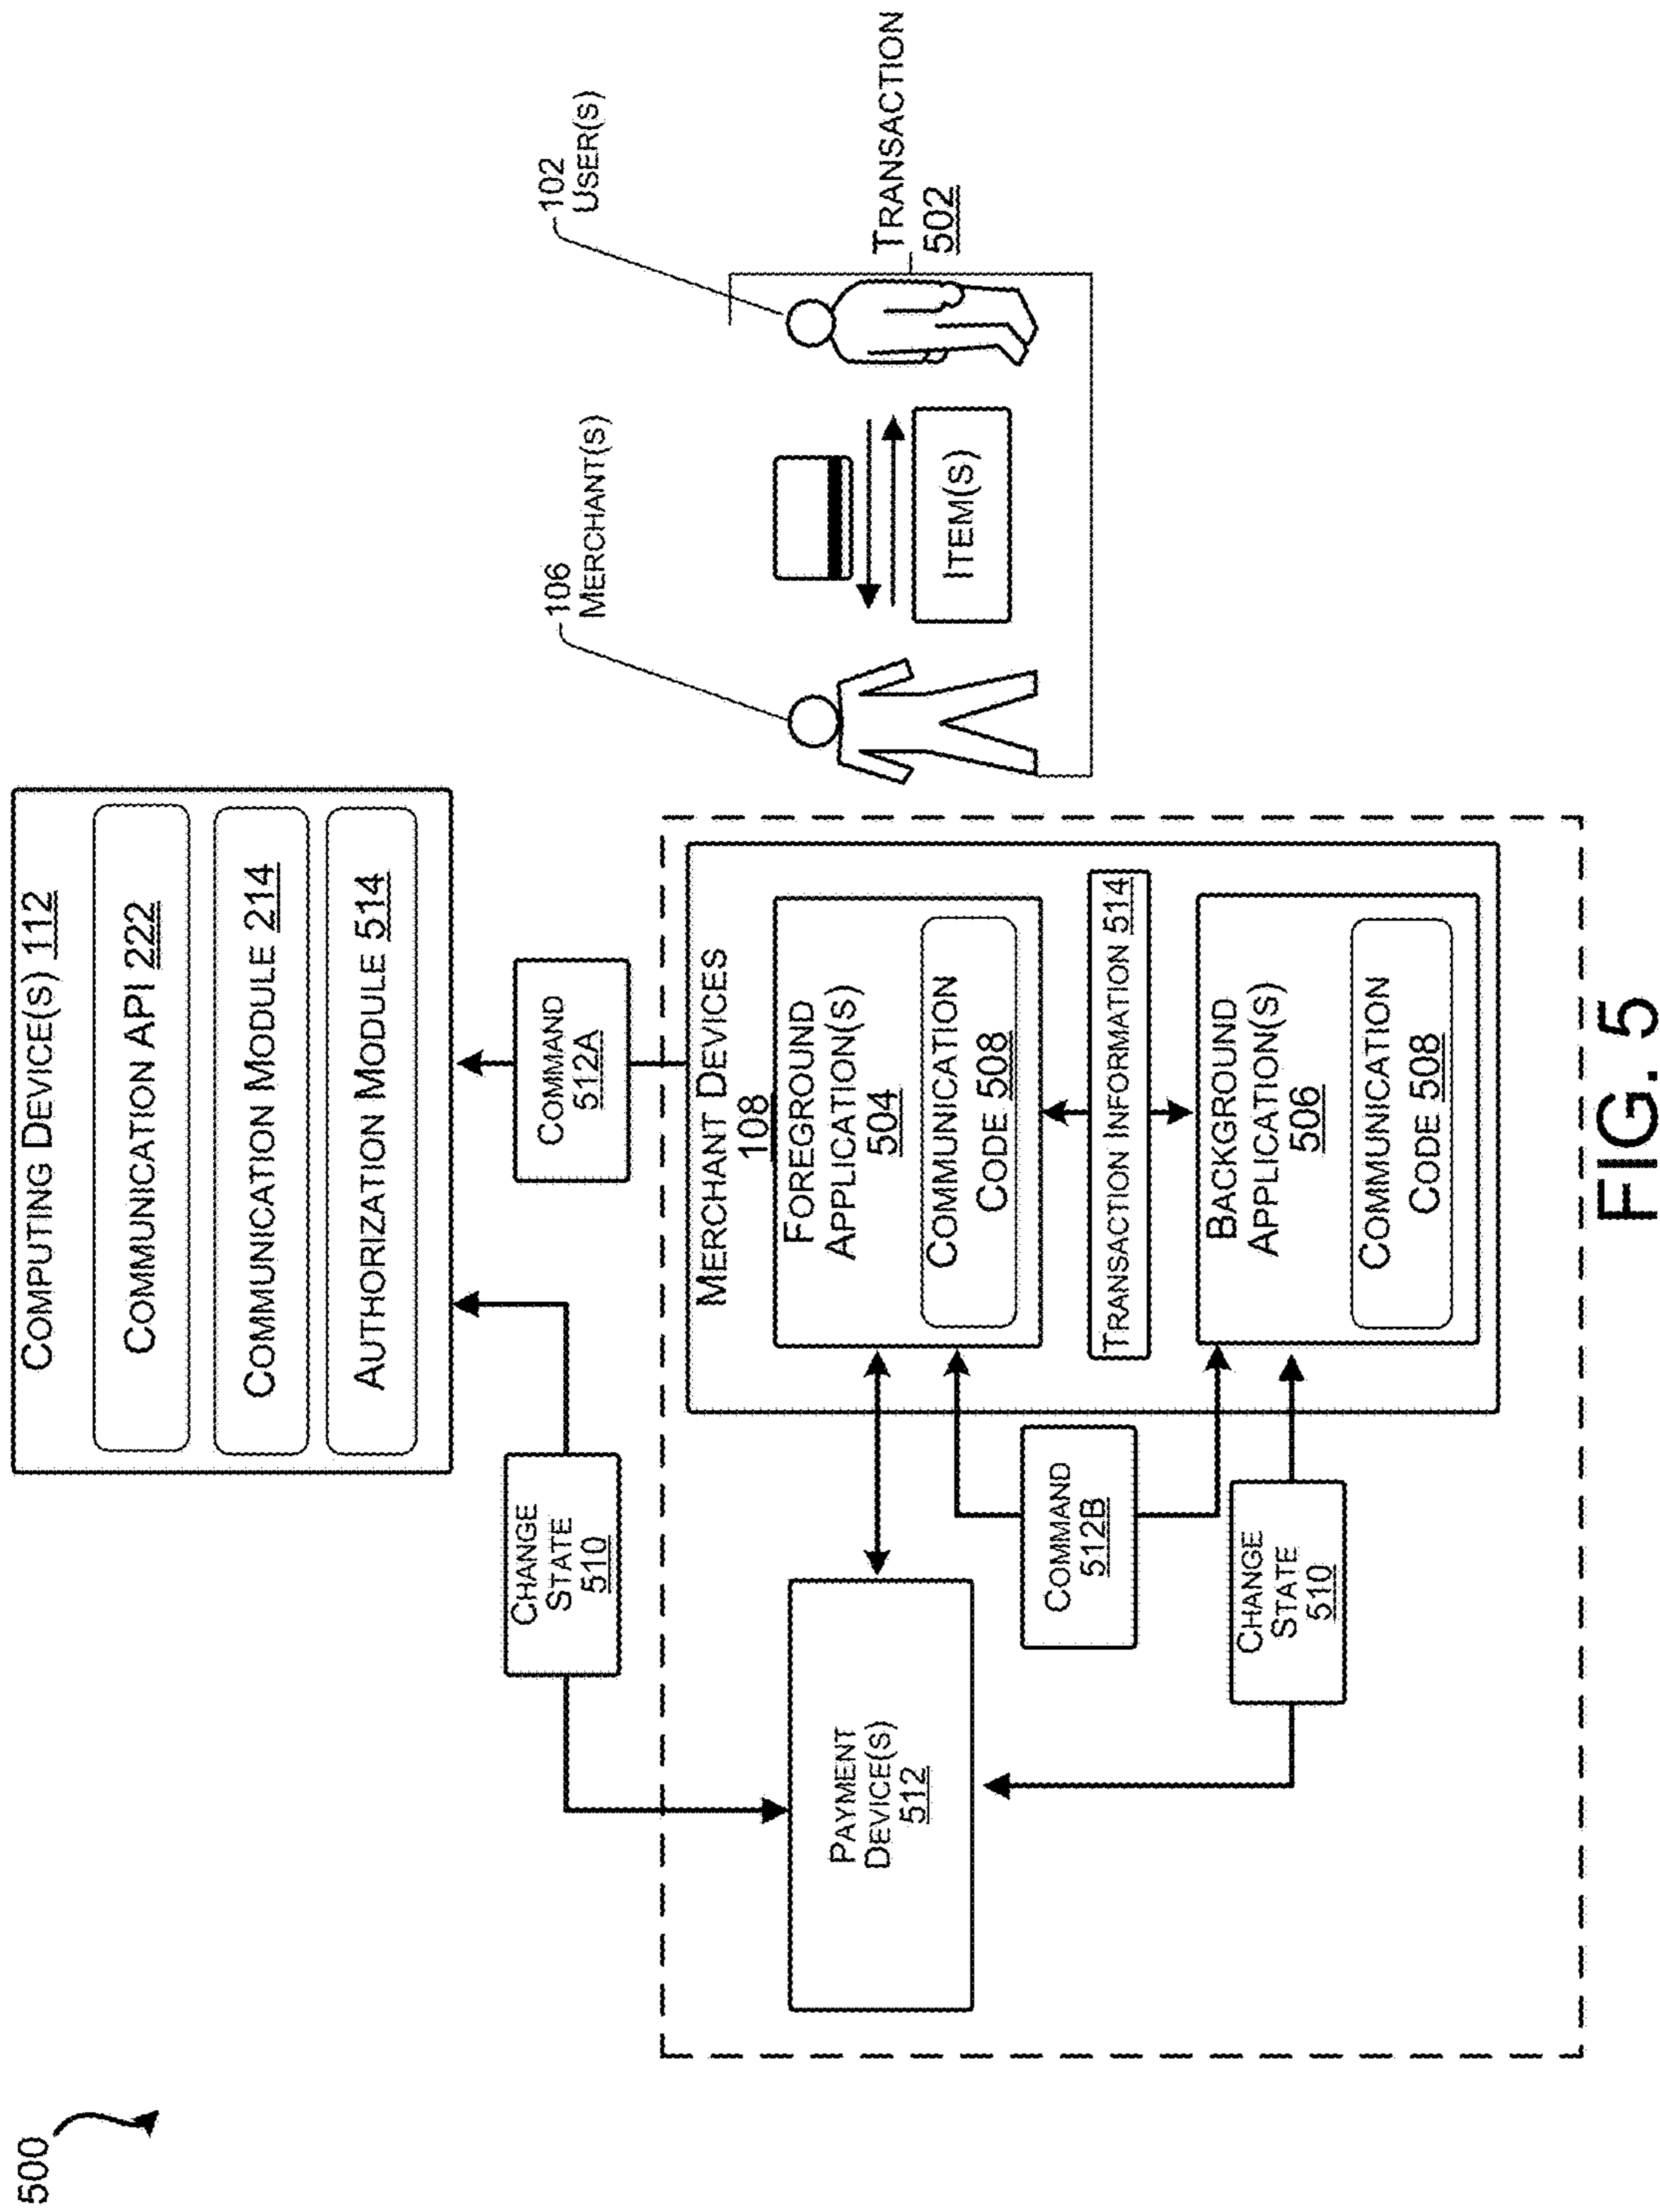 500
COMPUTING DEVICE(S) 112
COMMUNICATION API 222
COMMUNICATION MODULE 214
AUTHORIZATION MODULE 514
CHANGE
STATE
510
COMMAND
512A
106
MERCHANT(S)
102
USER(S)
PAYMENT
DEVICE(S)
512
MERCHANT DEVICES
108
FOREGROUND
APPLICATION(S)
504
COMMUNICATION
CODE 508
COMMAND
512B
TRANSACTION INFORMATION 514
CHANGE
STATE
510
BACKGROUND
APPLICATION(S)
506
COMMUNICATION
CODE 508
ITEM(S)
TRANSACTION
502
FIG. 5